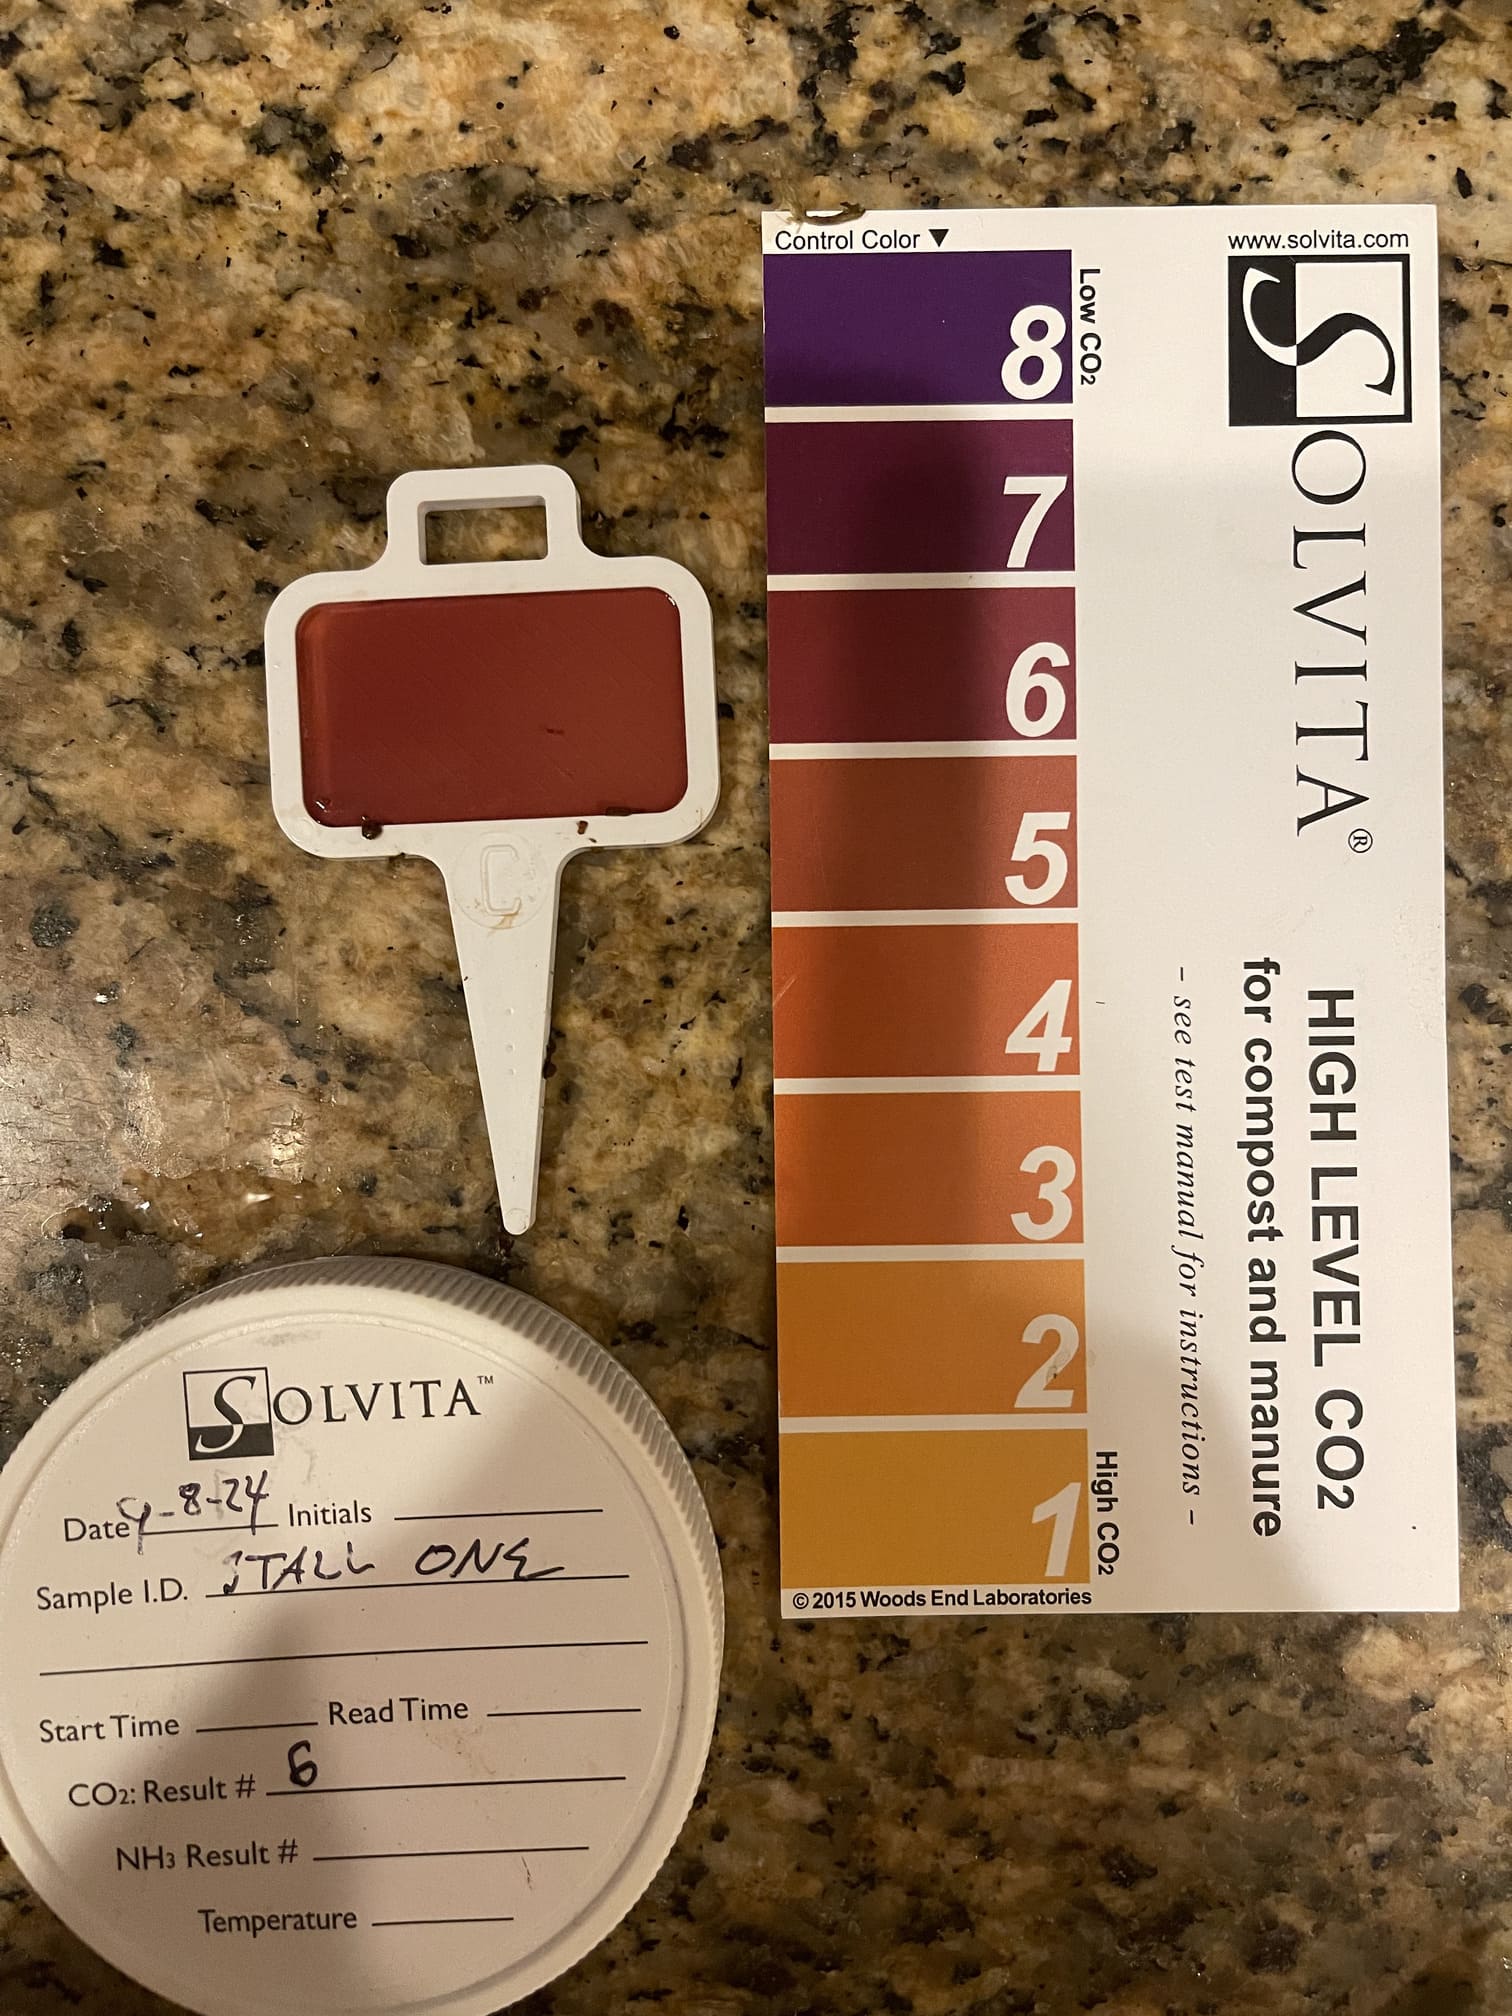 Control Color ▼
www.solvita.com
8
Low CO2
7
6
5
4
3
2
1
High CO2
© 2015 Woods End Laboratories
SOLVITA®
HIGH LEVEL CO2
for compost and manure
- see test manual for instructions -
C
SOLVITA™
Date 9-8-24 Initials
Sample I.D. STALL ONE
Start Time Read Time
CO2: Result # 6
NH3 Result #
Temperature